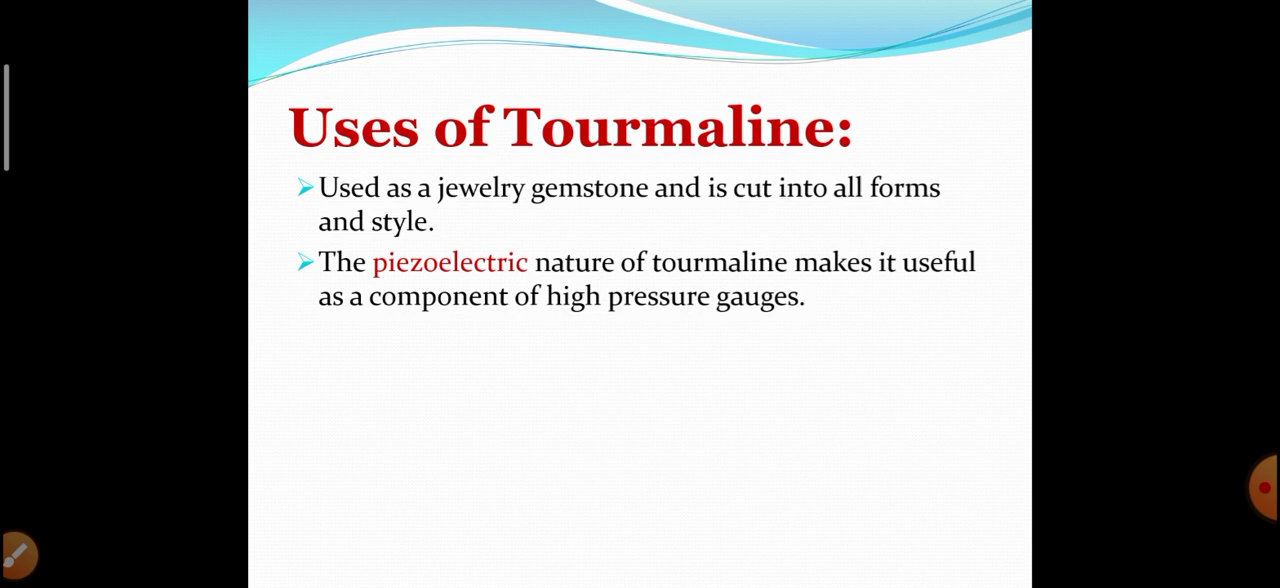 Uses of Tourmaline:
Used as a jewelry gemstone and is cut into all forms
and style.
The piezoelectric nature of tourmaline makes it useful
as a component of high pressure gauges.